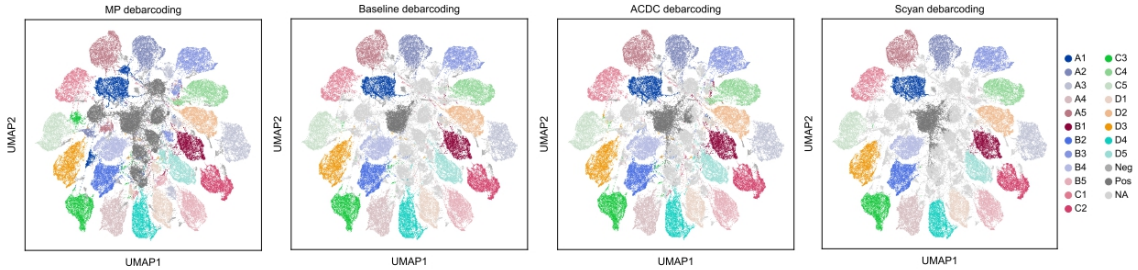 MP debarcoding
Baseline debarcoding
ACDC debarcoding
Scyan debarcoding
UMAP2
UMAP2
UMAP2
UMAP2
UMAP1
UMAP1
UMAP1
UMAP1
A1
A2
A3
A4
A5
B1
B2
B3
B4
B5
C1
C2
C3
C4
C5
D1
D2
D3
D4
D5
Neg
Pos
NA